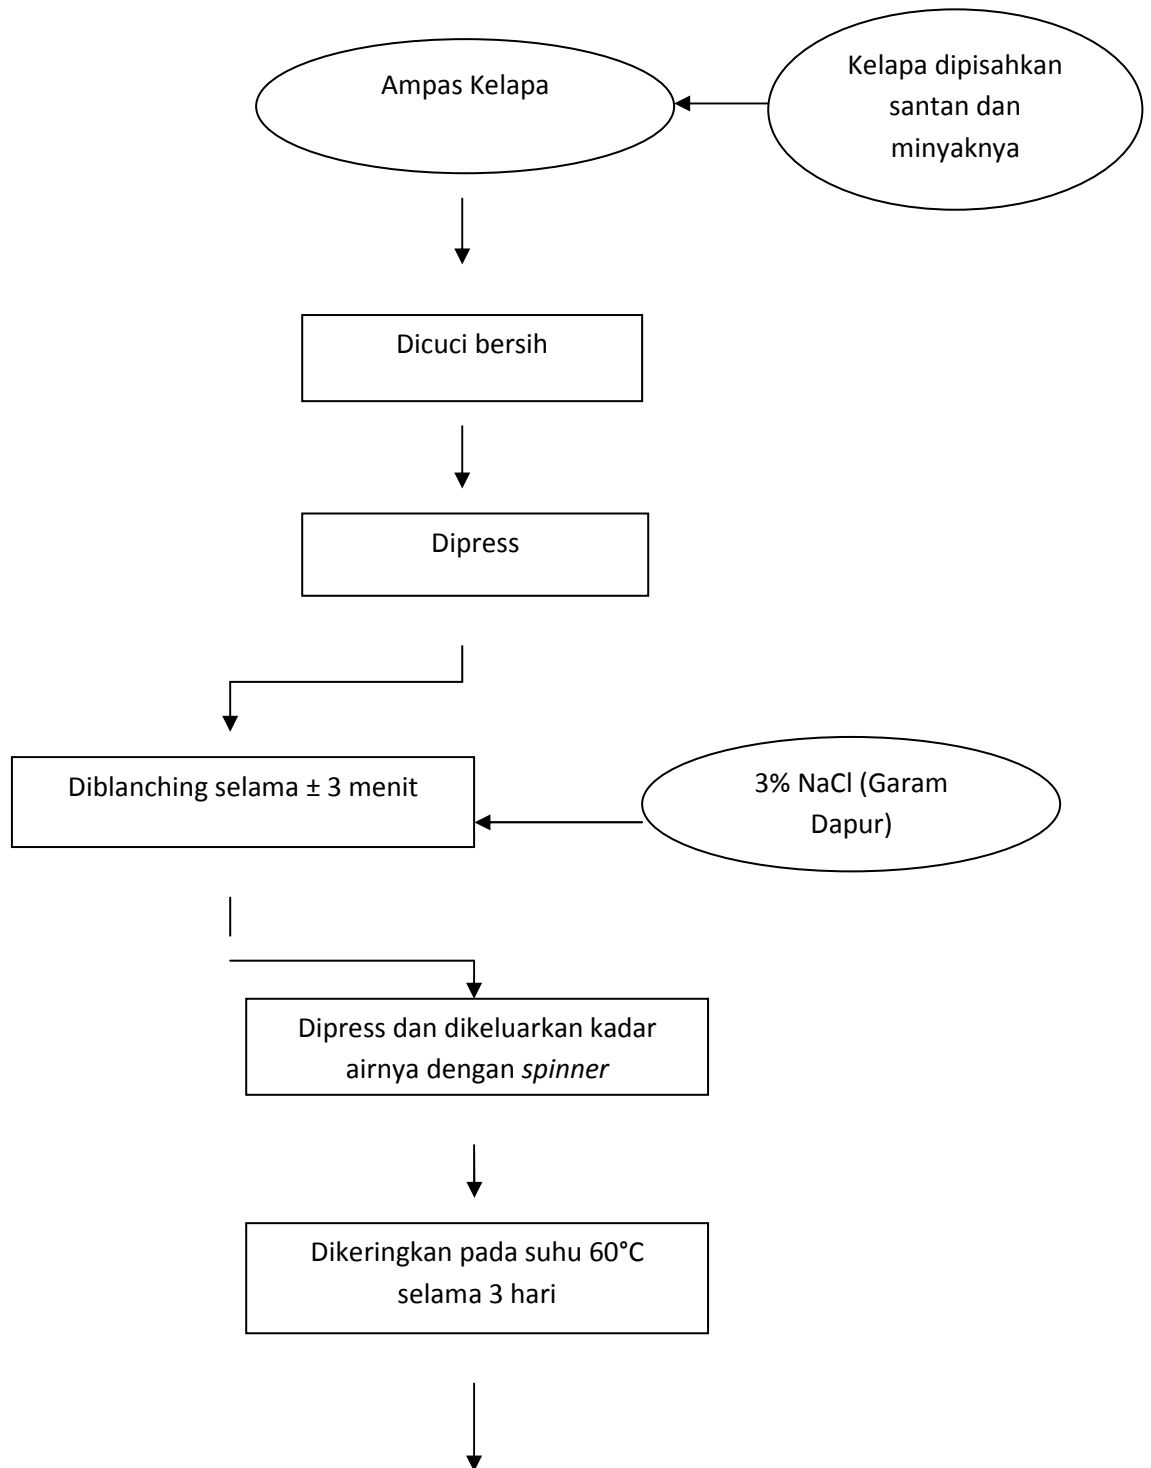 Ampas Kelapa
Kelapa dipisahkan
santan dan
minyaknya
Dicuci bersih
Dipress
Diblanching selama ± 3 menit
3% NaCl (Garam
Dapur)
Dipress dan dikeluarkan kadar
airnya dengan spinner
Dikeringkan pada suhu 60°C
selama 3 hari